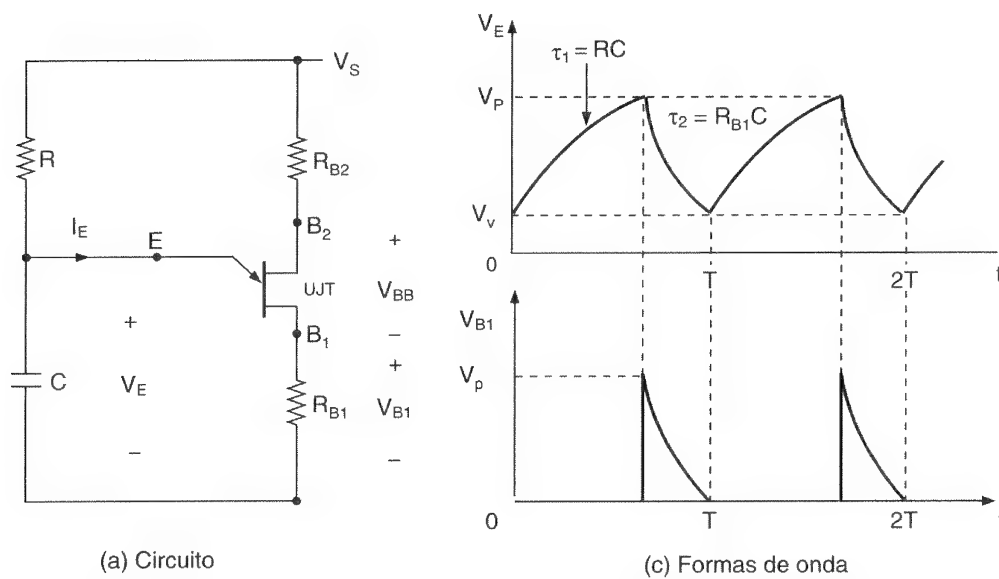 V_S
R
R_B2
B_2
I_E
E
+
UJT
V_BB
−
B_1
+
C
V_E
+
R_B1
V_B1
−
−
(a) Circuito
V_E
τ_1 = RC
V_P
τ_2 = R_B1C
V_v
0
T
2T
t
V_B1
V_p
0
T
2T
(c) Formas de onda